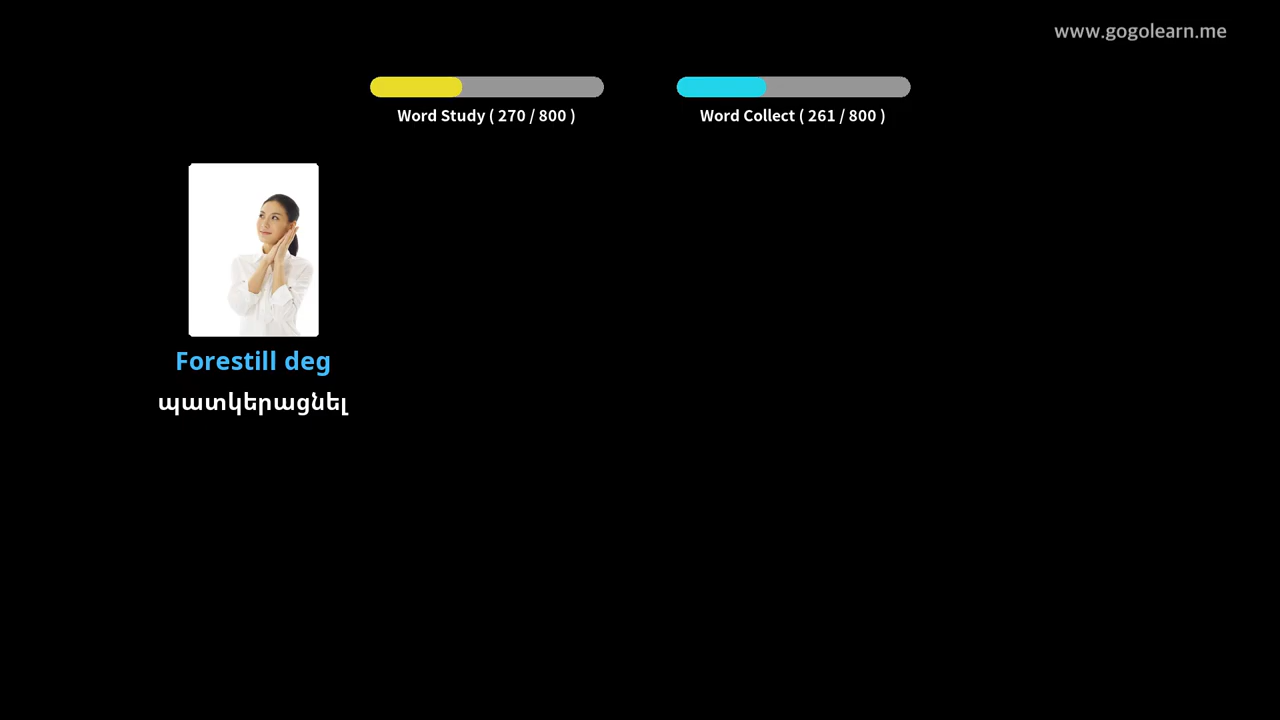 www.gogolearn.me
Word Study ( 270 / 800 )
Word Collect ( 261 / 800 )
Forestill deg
պատկերացնել